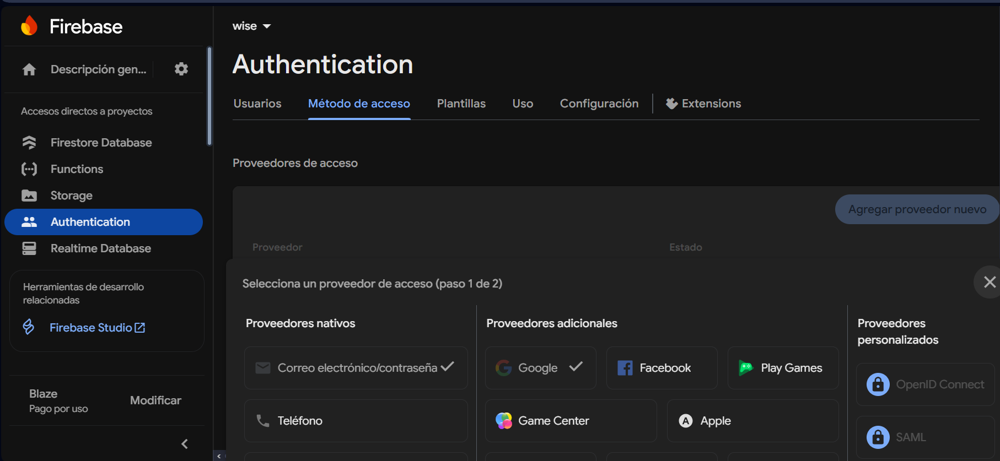 Firebase
Descripción gen...
Accesos directos a proyectos
Firestore Database
Functions
Storage
Authentication
Realtime Database
Herramientas de desarrollo
relacionadas
Firebase Studio
Blaze
Pago por uso
Modificar
wise
Authentication
Usuarios
Método de acceso
Plantillas
Uso
Configuración
Extensions
Proveedores de acceso
Agregar proveedor nuevo
Proveedor
Estado
Selecciona un proveedor de acceso (paso 1 de 2)
Proveedores nativos
Correo electrónico/contraseña
Teléfono
Proveedores adicionales
Google
Facebook
Play Games
Game Center
Apple
Proveedores
personalizados
OpenID Connect
SAML